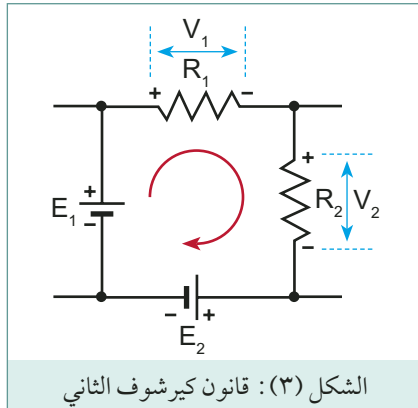 V₁
R₁
+ -
+
E₁
-
+
R₂ V₂
-
- +
E₂
الشكل (٣): قانون كيرشوف الثاني